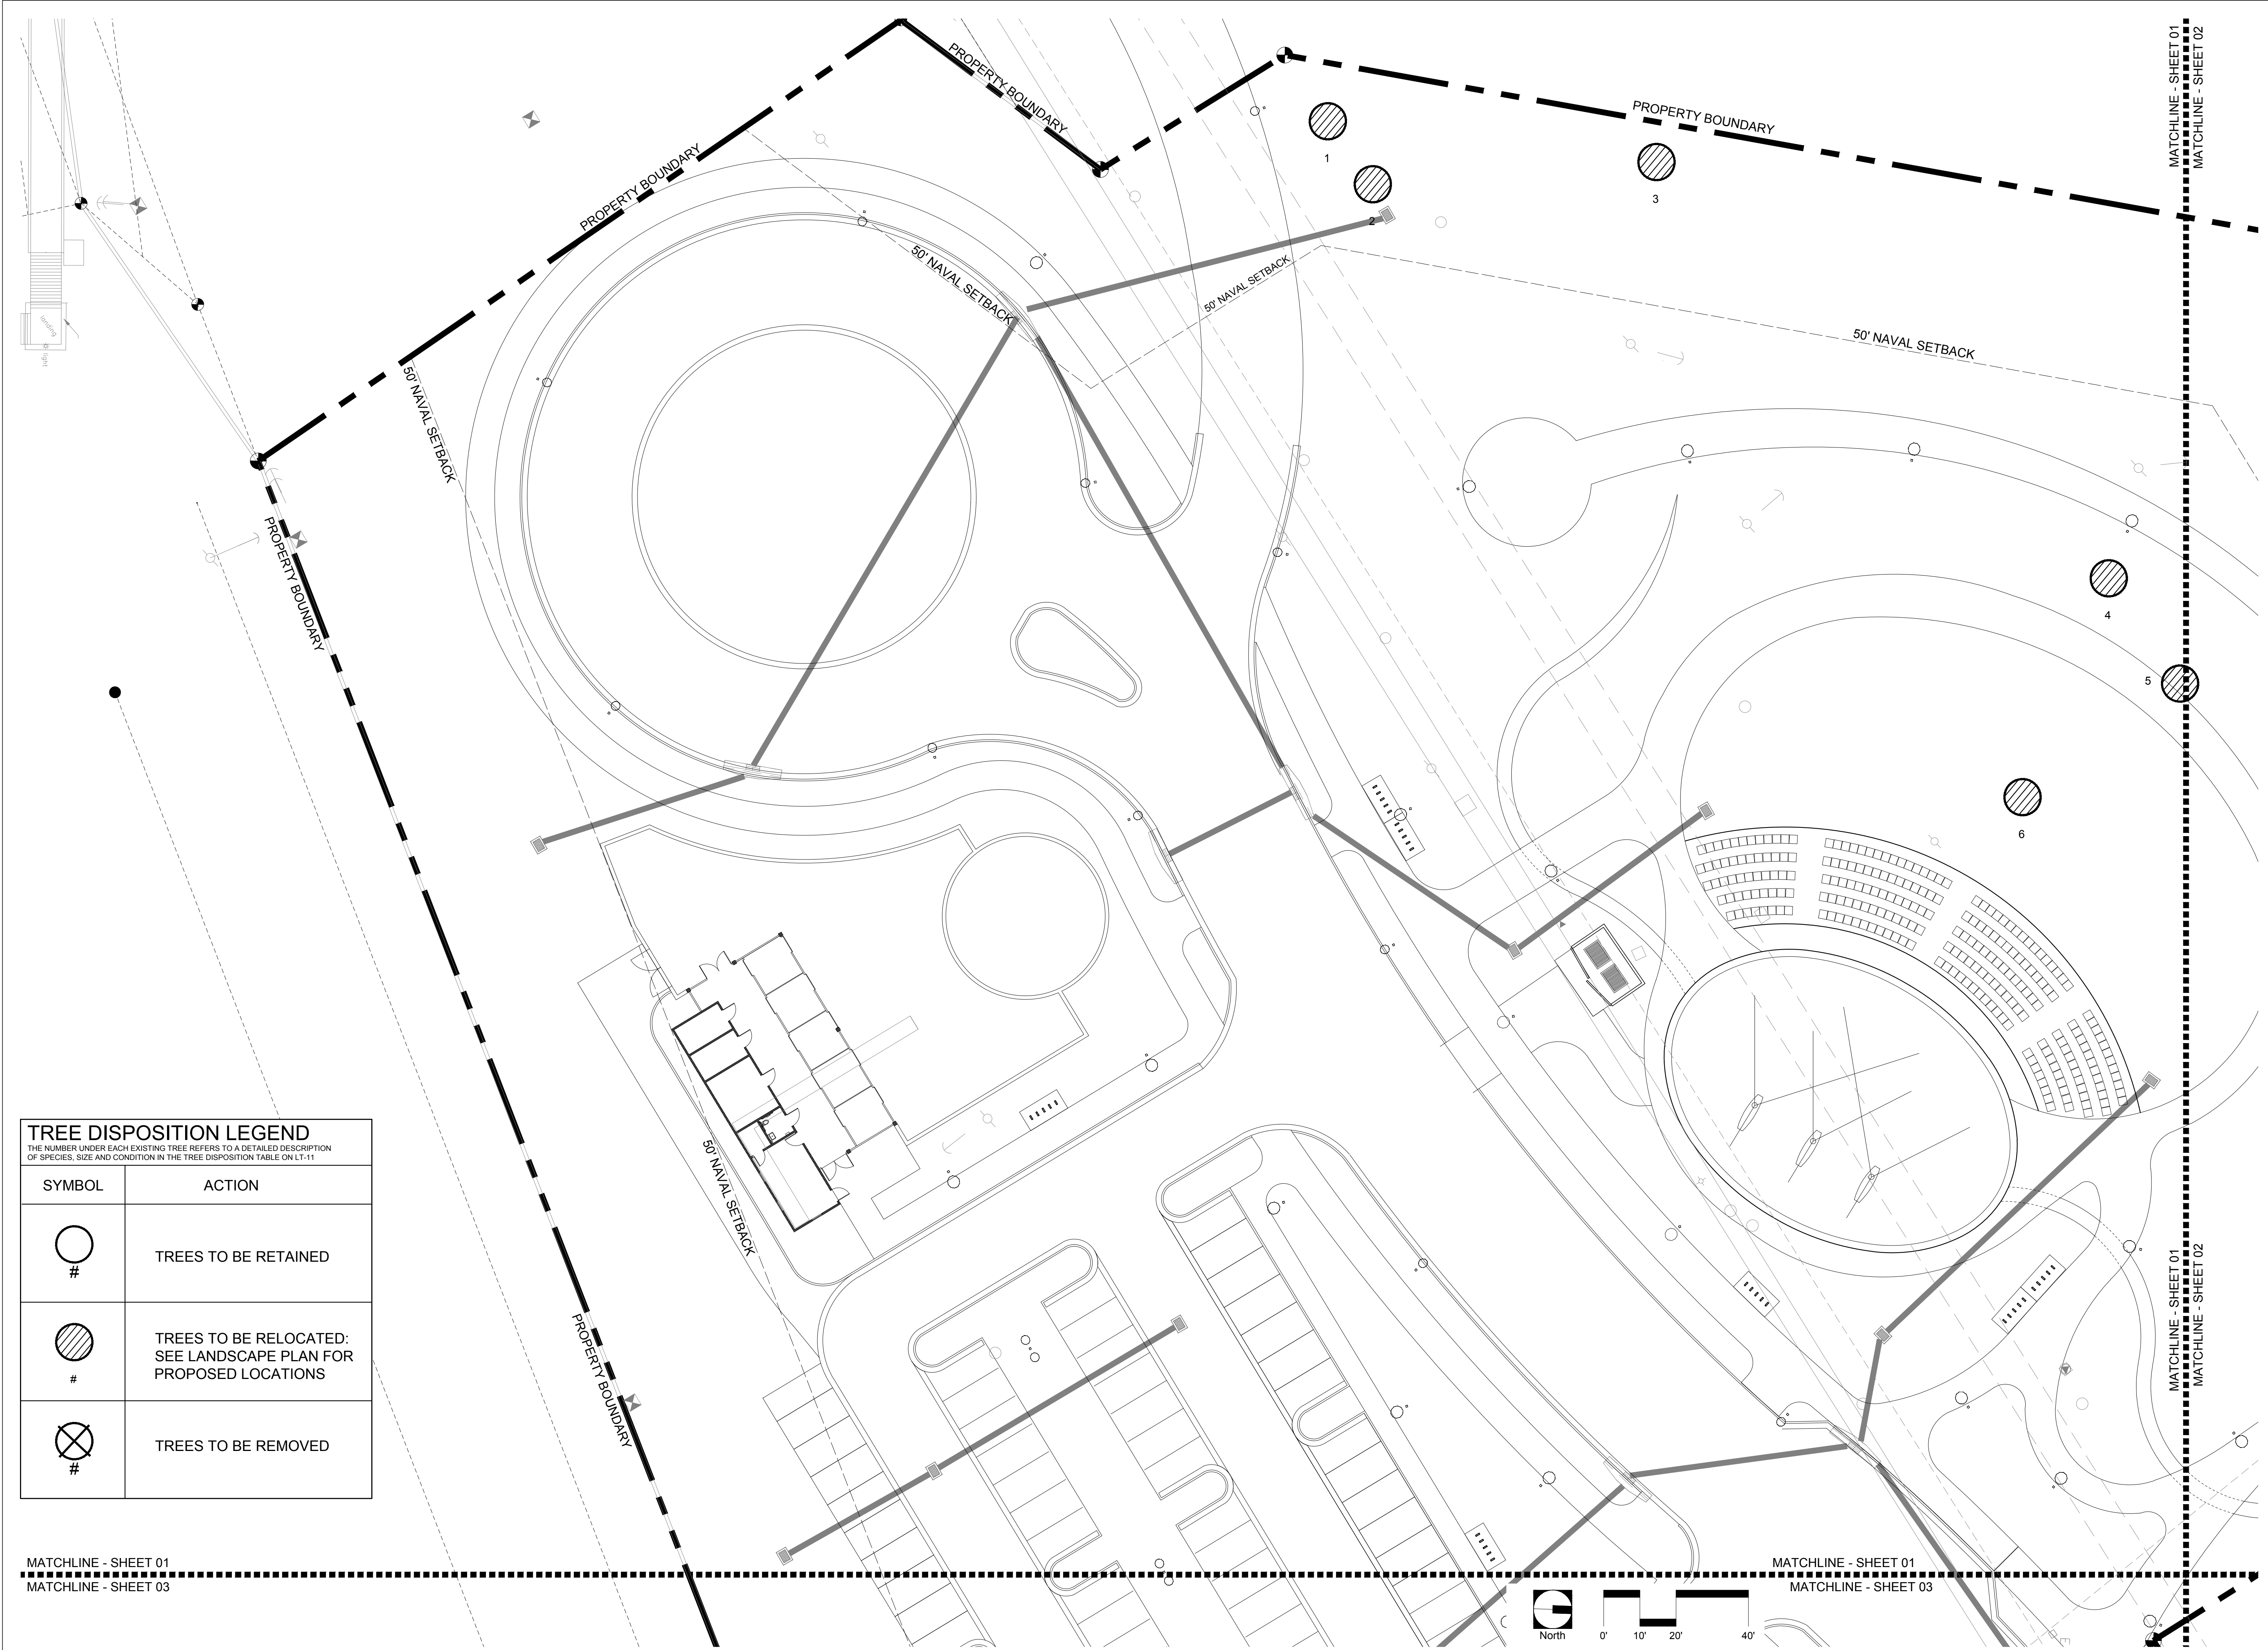 MATCHLINE - SHEET 01
MATCHLINE - SHEET 02
PROPERTY BOUNDARY
PROPERTY BOUNDARY
PROPERTY BOUNDARY
1
2
3
50' NAVAL SETBACK
50' NAVAL SETBACK
50' NAVAL SETBACK
landing
light
50' NAVAL SETBACK
PROPERTY BOUNDARY
4
5
6
TREE DISPOSITION LEGEND
THE NUMBER UNDER EACH EXISTING TREE REFERS TO A DETAILED DESCRIPTION
OF SPECIES, SIZE AND CONDITION IN THE TREE DISPOSITION TABLE ON LT-11
SYMBOL ACTION
# TREES TO BE RETAINED
TREES TO BE RELOCATED:
SEE LANDSCAPE PLAN FOR
# PROPOSED LOCATIONS
# TREES TO BE REMOVED
50' NAVAL SETBACK
PROPERTY BOUNDARY
MATCHLINE - SHEET 01
MATCHLINE - SHEET 02
MATCHLINE - SHEET 01
MATCHLINE - SHEET 03
MATCHLINE - SHEET 01
MATCHLINE - SHEET 03
North
0' 10' 20' 40'